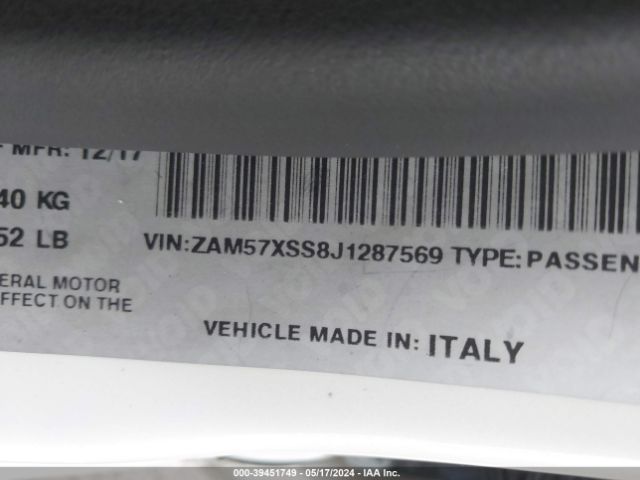 MFR: 12/17
40 KG
52 LB
VIN:ZAM57XSS8J1287569 TYPE:PASSEN
ERAL MOTOR
EFFECT ON THE
VEHICLE MADE IN: ITALY
000-39451749 - 05/17/2024 - IAA Inc.